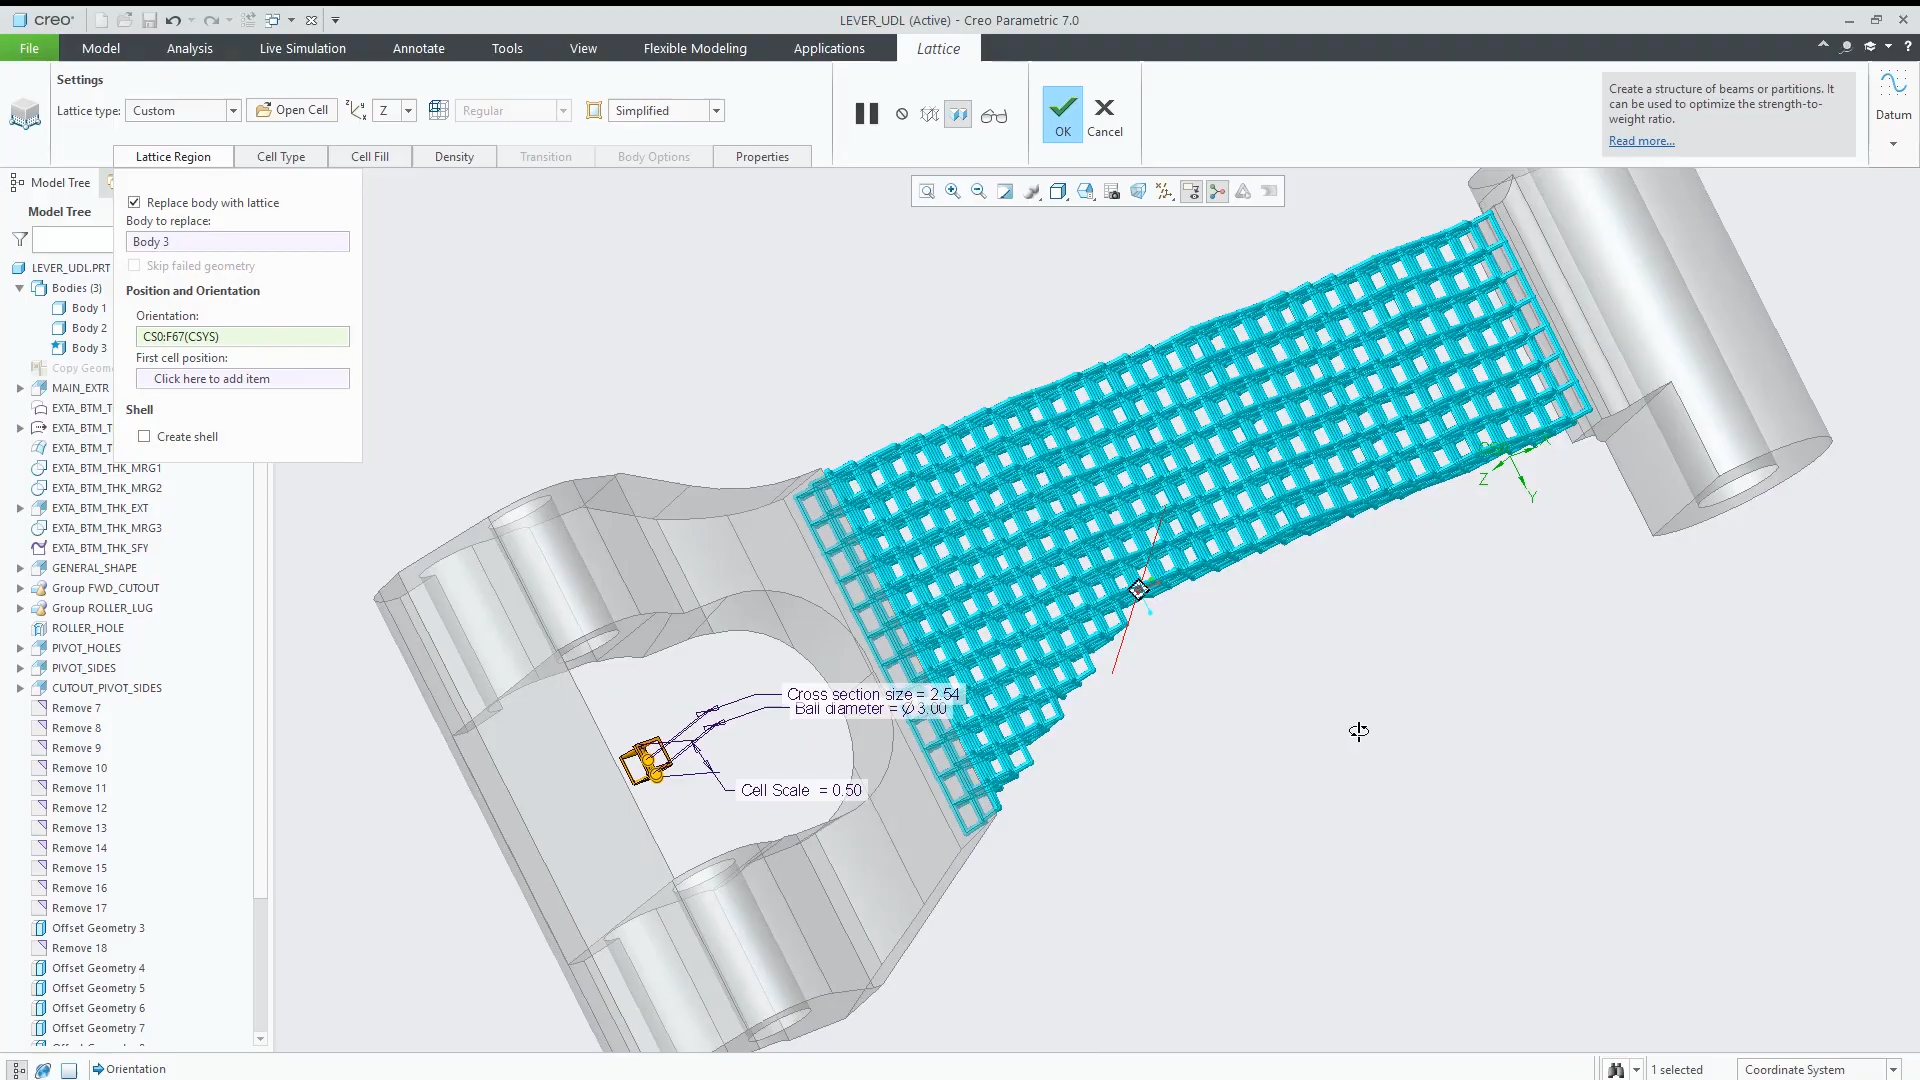 creo
LEVER_UDL (Active) - Creo Parametric 7.0
File
Model
Analysis
Live Simulation
Annotate
Tools
View
Flexible Modeling
Applications
Lattice
Settings
Lattice type:
Custom
Open Cell
Z
Regular
Simplified
OK
Cancel
Create a structure of beams or partitions. It
can be used to optimize the strength-to-
weight ratio.
Read more...
Datum
Lattice Region
Cell Type
Cell Fill
Density
Transition
Body Options
Properties
Model Tree
Model Tree
Replace body with lattice
Body to replace:
Body 3
Skip failed geometry
Position and Orientation
Orientation:
CS0:F67(CSYS)
First cell position:
Click here to add item
Shell
Create shell
LEVER_UDL.PRT
Bodies (3)
Body 1
Body 2
Body 3
Copy Geom
MAIN_EXTR
EXTA_BTM_T
EXTA_BTM_T
EXTA_BTM_T
EXTA_BTM_THK_MRG1
EXTA_BTM_THK_MRG2
EXTA_BTM_THK_EXT
EXTA_BTM_THK_MRG3
EXTA_BTM_THK_SFY
GENERAL_SHAPE
Group FWD_CUTOUT
Group ROLLER_LUG
ROLLER_HOLE
PIVOT_HOLES
PIVOT_SIDES
CUTOUT_PIVOT_SIDES
Remove 7
Remove 8
Remove 9
Remove 10
Remove 11
Remove 12
Remove 13
Remove 14
Remove 15
Remove 16
Remove 17
Offset Geometry 3
Remove 18
Offset Geometry 4
Offset Geometry 5
Offset Geometry 6
Offset Geometry 7
Cross section size = 2.54
Ball diameter = ∅ 3.00
Cell Scale = 0.50
X
Z
Y
Orientation
1 selected
Coordinate System